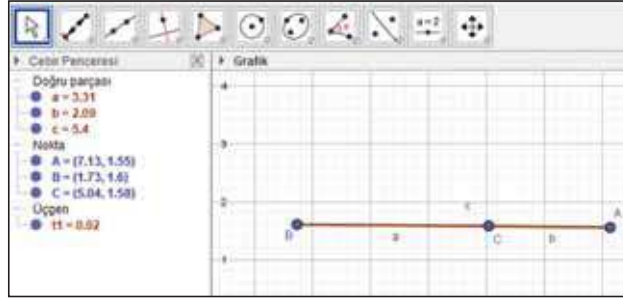 a=2
Cebir Penceresi
Grafik
Doğru parçası
a = 3.31
b = 2.09
c = 5.4
Nokta
A = (7.13, 1.55)
B = (1.73, 1.6)
C = (5.04, 1.58)
Üçgen
t1 = 0.02
4
3
2
1
c
A
B
a
C
b